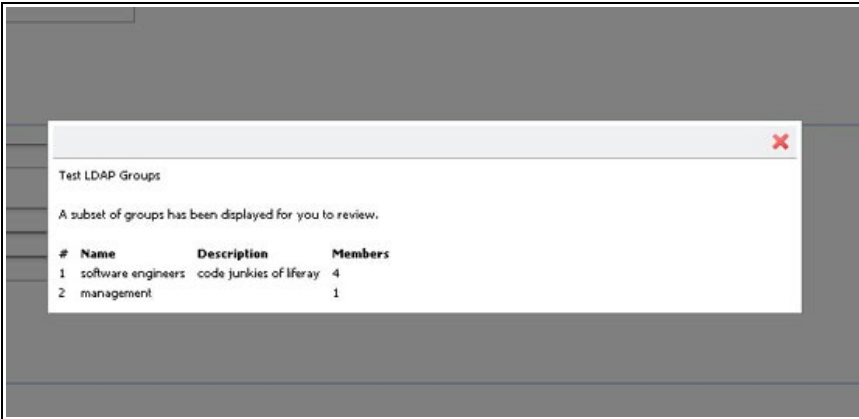 Test LDAP Groups
A subset of groups has been displayed for you to review.
# Name Description Members
1 software engineers code junkies of liferay 4
2 management 1